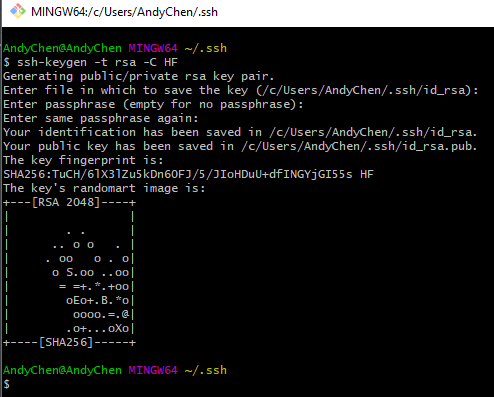 MINGW64:/c/Users/AndyChen/.ssh
AndyChen@AndyChen MINGW64 ~/.ssh
$ ssh-keygen -t rsa -C HF
Generating public/private rsa key pair.
Enter file in which to save the key (/c/Users/AndyChen/.ssh/id_rsa):
Enter passphrase (empty for no passphrase):
Enter same passphrase again:
Your identification has been saved in /c/Users/AndyChen/.ssh/id_rsa.
Your public key has been saved in /c/Users/AndyChen/.ssh/id_rsa.pub.
The key fingerprint is:
SHA256:TuCH/6lX3lZu5kDn6OFJ/5/JIoHDuU+dfINGYjGI55s HF
The key's randomart image is:
+---[RSA 2048]----+
|                 |
|       . .       |
|     .. o o   .  |
|    . oo   o . o|
|     o S.oo ..oo|
|      = =+.*.+oo|
|       oEo+.B.*o|
|        oooo.=.@|
|       .o+...oXo|
+----[SHA256]-----+
AndyChen@AndyChen MINGW64 ~/.ssh
$